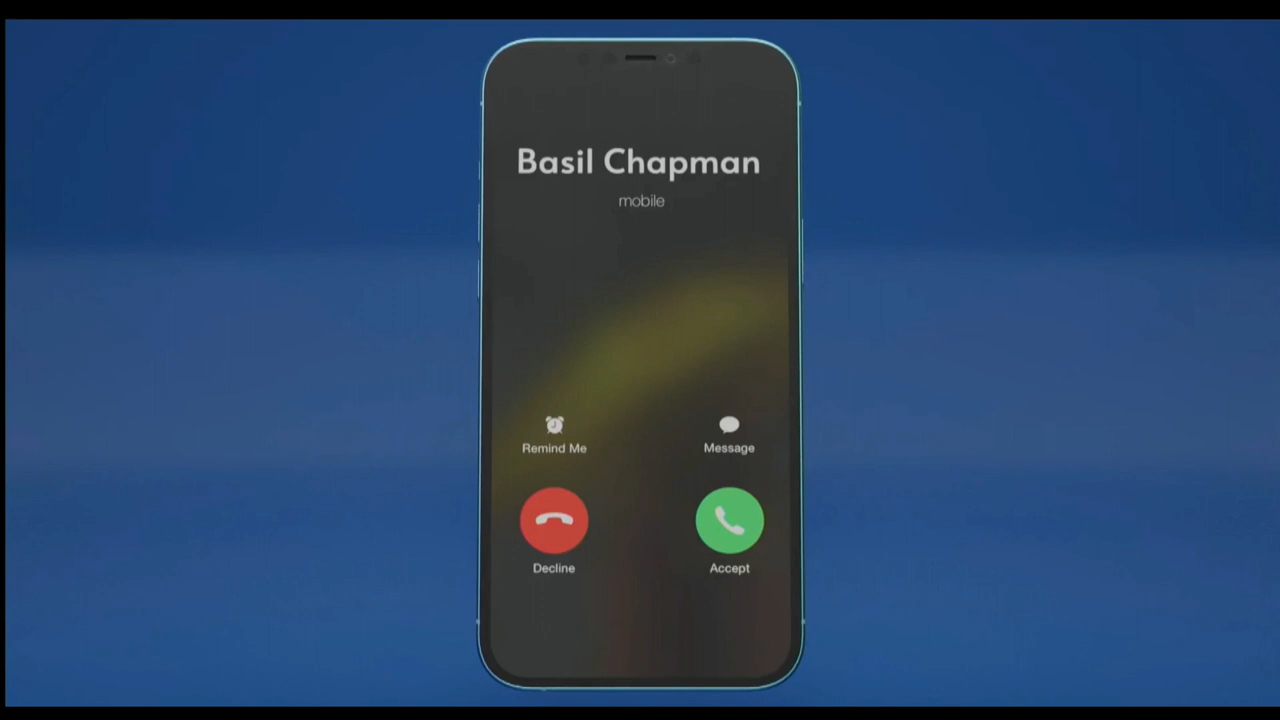 Basil Chapman
mobile
Remind Me
Message
Decline
Accept